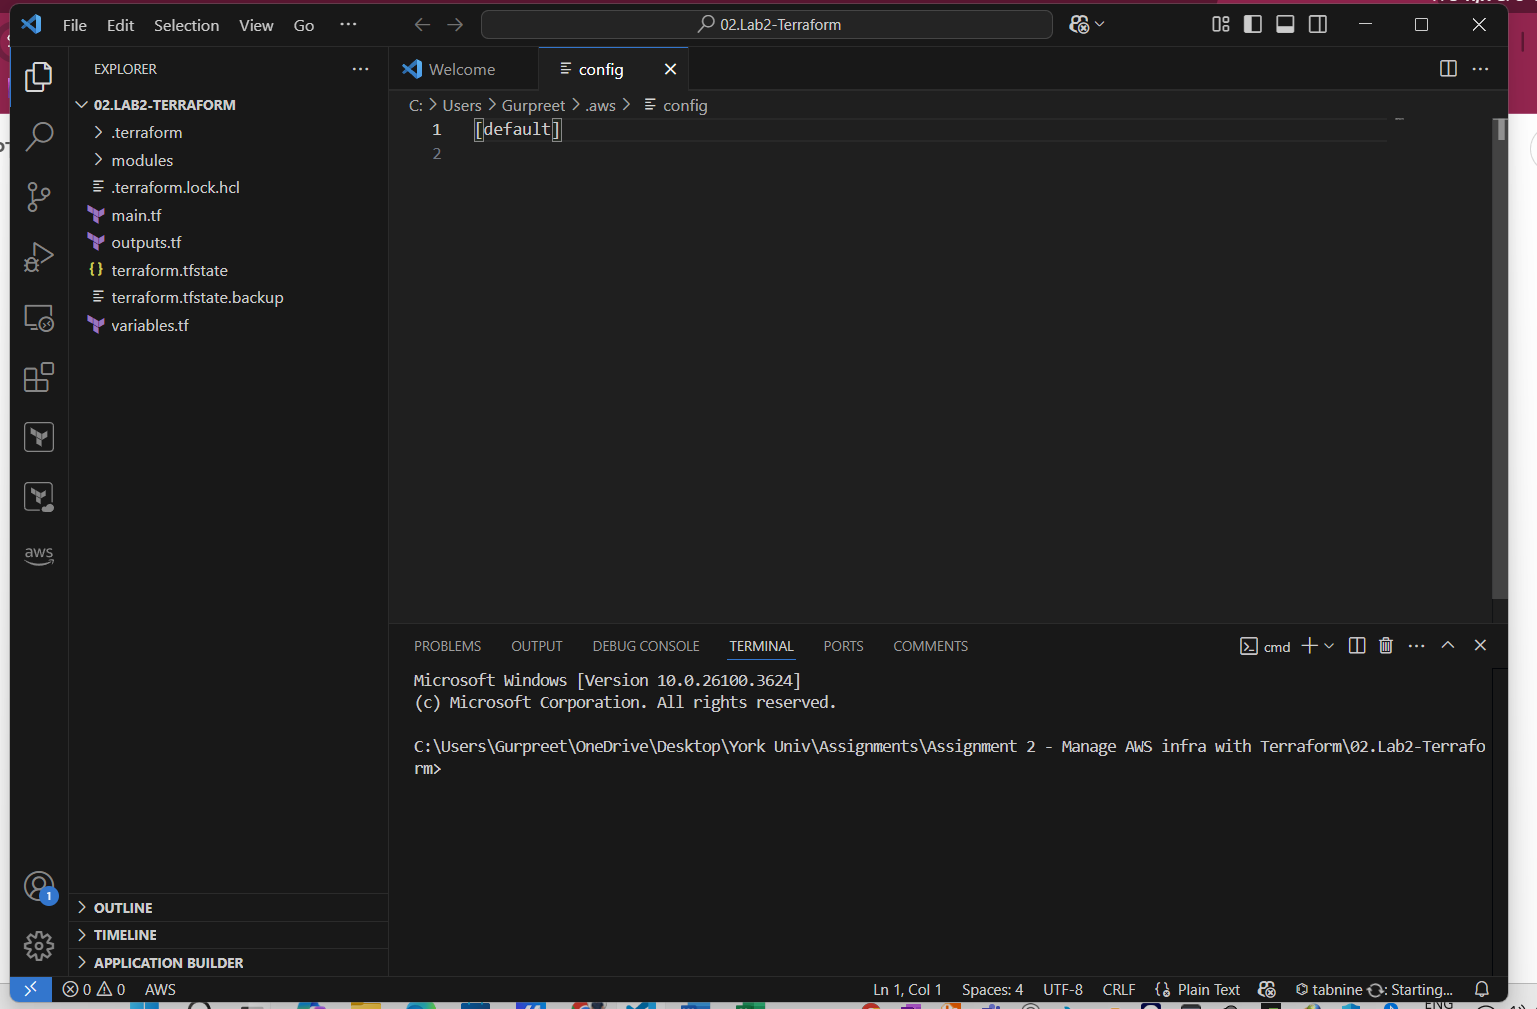 File Edit Selection View Go ···
02.Lab2-Terraform
EXPLORER
Welcome
config
02.LAB2-TERRAFORM
C: > Users > Gurpreet > .aws > config
.terraform
modules
.terraform.lock.hcl
main.tf
outputs.tf
{} terraform.tfstate
terraform.tfstate.backup
variables.tf
aws
1 [default]
2
PROBLEMS OUTPUT DEBUG CONSOLE TERMINAL PORTS COMMENTS
cmd
Microsoft Windows [Version 10.0.26100.3624]
(c) Microsoft Corporation. All rights reserved.
C:\Users\Gurpreet\OneDrive\Desktop\York Univ\Assignments\Assignment 2 - Manage AWS infra with Terraform\02.Lab2-Terrafo
rm>
1
OUTLINE
TIMELINE
APPLICATION BUILDER
0 0 AWS
Ln 1, Col 1 Spaces: 4 UTF-8 CRLF {} Plain Text tabnine : Starting...
ENG